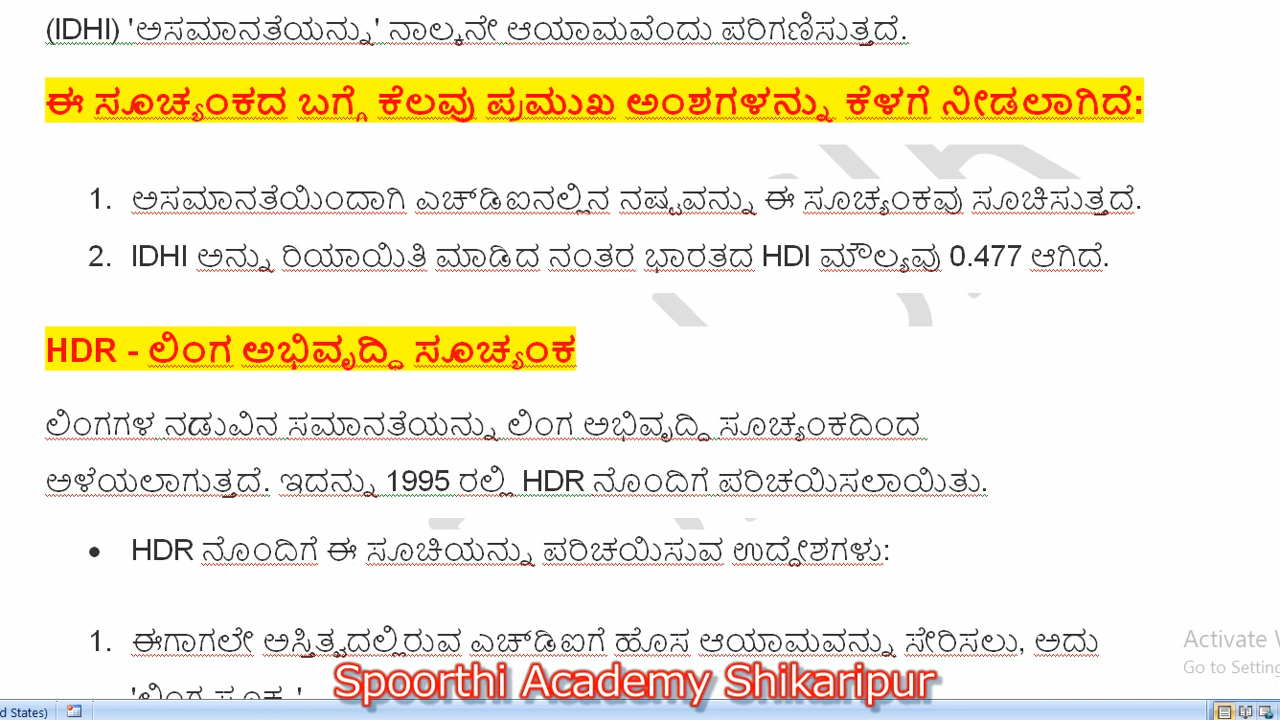 (IDHI) 'ಅಸಮಾನತೆಯನ್ನು' ನಾಲ್ಕನೇ ಆಯಾಮವೆಂದು ಪರಿಗಣಿಸುತ್ತದೆ.
ಈ ಸೂಚ್ಯಂಕದ ಬಗ್ಗೆ ಕೆಲವು ಪ್ರಮುಖ ಅಂಶಗಳನ್ನು ಕೆಳಗೆ ನೀಡಲಾಗಿದೆ:
1. ಅಸಮಾನತೆಯಿಂದಾಗಿ ಎಚ್‌ಡಿಐನಲ್ಲಿನ ನಷ್ಟವನ್ನು ಈ ಸೂಚ್ಯಂಕವು ಸೂಚಿಸುತ್ತದೆ.
2. IDHI ಅನ್ನು ರಿಯಾಯಿತಿ ಮಾಡಿದ ನಂತರ ಭಾರತದ HDI ಮೌಲ್ಯವು 0.477 ಆಗಿದೆ.
HDR - ಲಿಂಗ ಅಭಿವೃದ್ಧಿ ಸೂಚ್ಯಂಕ
ಲಿಂಗಗಳ ನಡುವಿನ ಸಮಾನತೆಯನ್ನು ಲಿಂಗ ಅಭಿವೃದ್ಧಿ ಸೂಚ್ಯಂಕದಿಂದ
ಅಳೆಯಲಾಗುತ್ತದೆ. ಇದನ್ನು 1995 ರಲ್ಲಿ HDR ನೊಂದಿಗೆ ಪರಿಚಯಿಸಲಾಯಿತು.
• HDR ನೊಂದಿಗೆ ಈ ಸೂಚಿಯನ್ನು ಪರಿಚಯಿಸುವ ಉದ್ದೇಶಗಳು:
1. ಈಗಾಗಲೇ ಅಸ್ತಿತ್ವದಲ್ಲಿರುವ ಎಚ್‌ಡಿಐಗೆ ಹೊಸ ಆಯಾಮವನ್ನು ಸೇರಿಸಲು, ಅದು
Spoorthi Academy Shikaripur
Activate
Go to Setting
d States)